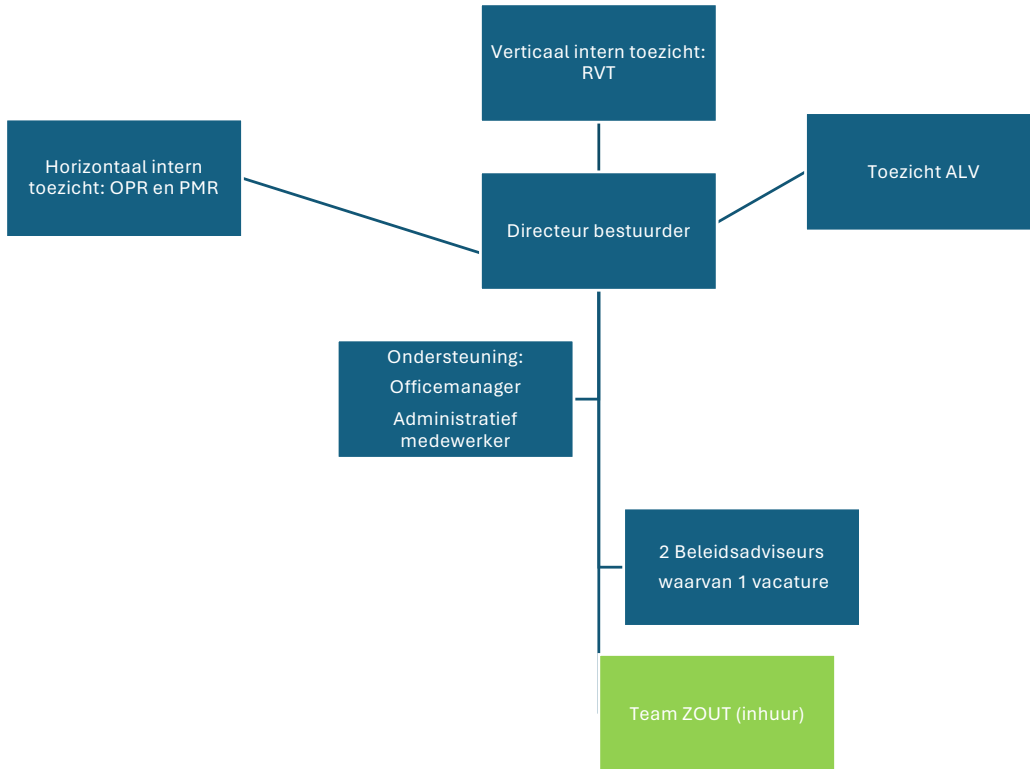 Verticaal intern toezicht:
RVT
Horizontaal intern
toezicht: OPR en PMR
Toezicht ALV
Directeur bestuurder
Ondersteuning:
Officemanager
Administratief
medewerker
2 Beleidsadviseurs
waarvan 1 vacature
Team ZOUT (inhuur)